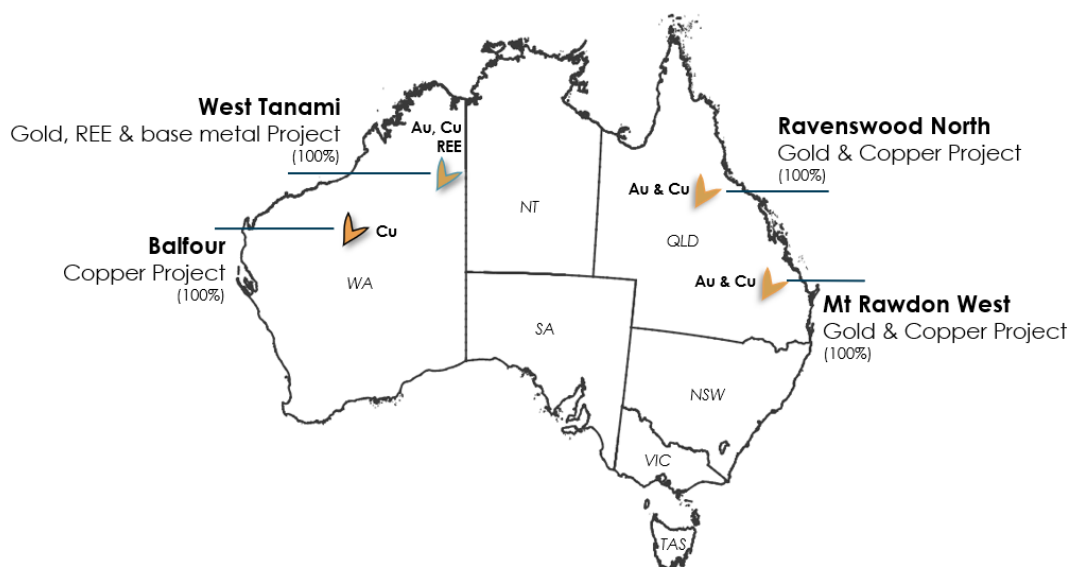 West Tanami
Gold, REE & base metal Project
(100%)
Au, Cu
REE
Balfour
Copper Project
(100%)
Cu
WA
NT
SA
Ravenswood North
Gold & Copper Project
(100%)
Au & Cu
QLD
Au & Cu
Mt Rawdon West
Gold & Copper Project
(100%)
NSW
VIC
TAS